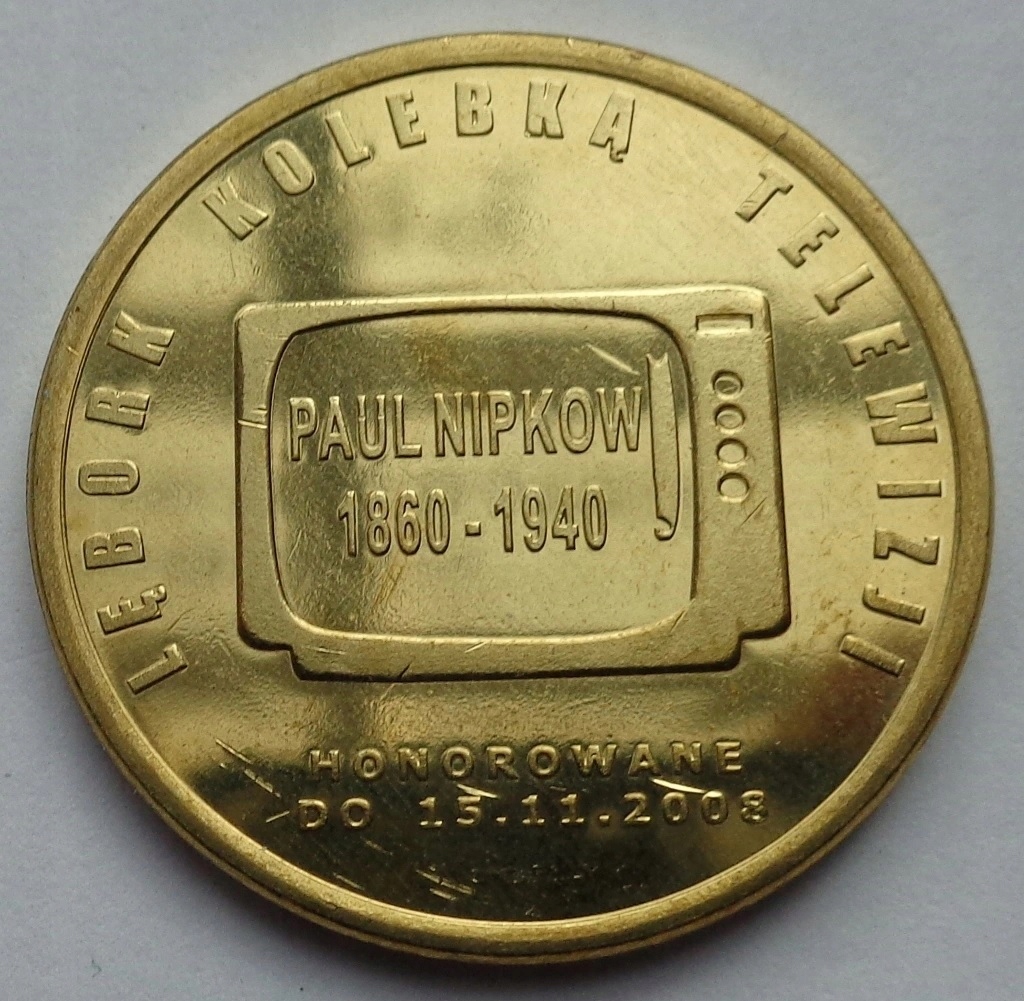 LĘBORK KOLEBKĄ TELEWIZJI
PAUL NIPKOW
1860 - 1940
HONOROWANE
DO 15.11.2008